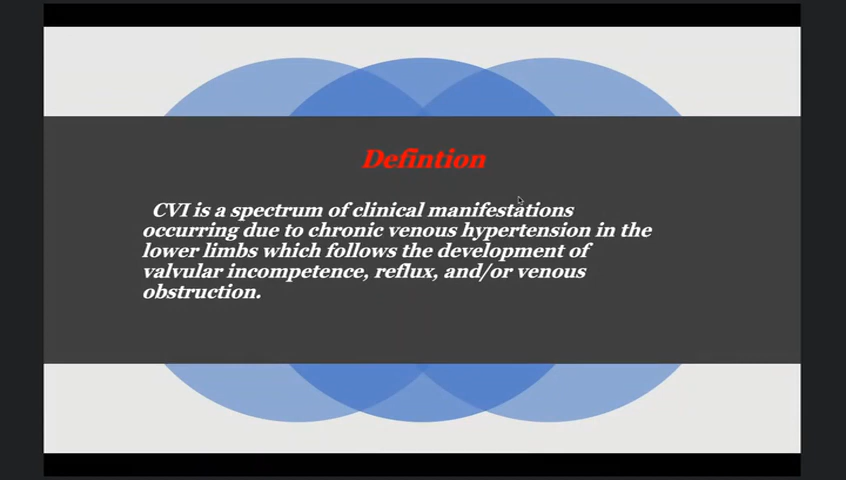 Defintion
CVI is a spectrum of clinical manifestations
occurring due to chronic venous hypertension in the
lower limbs which follows the development of
valvular incompetence, reflux, and/or venous
obstruction.